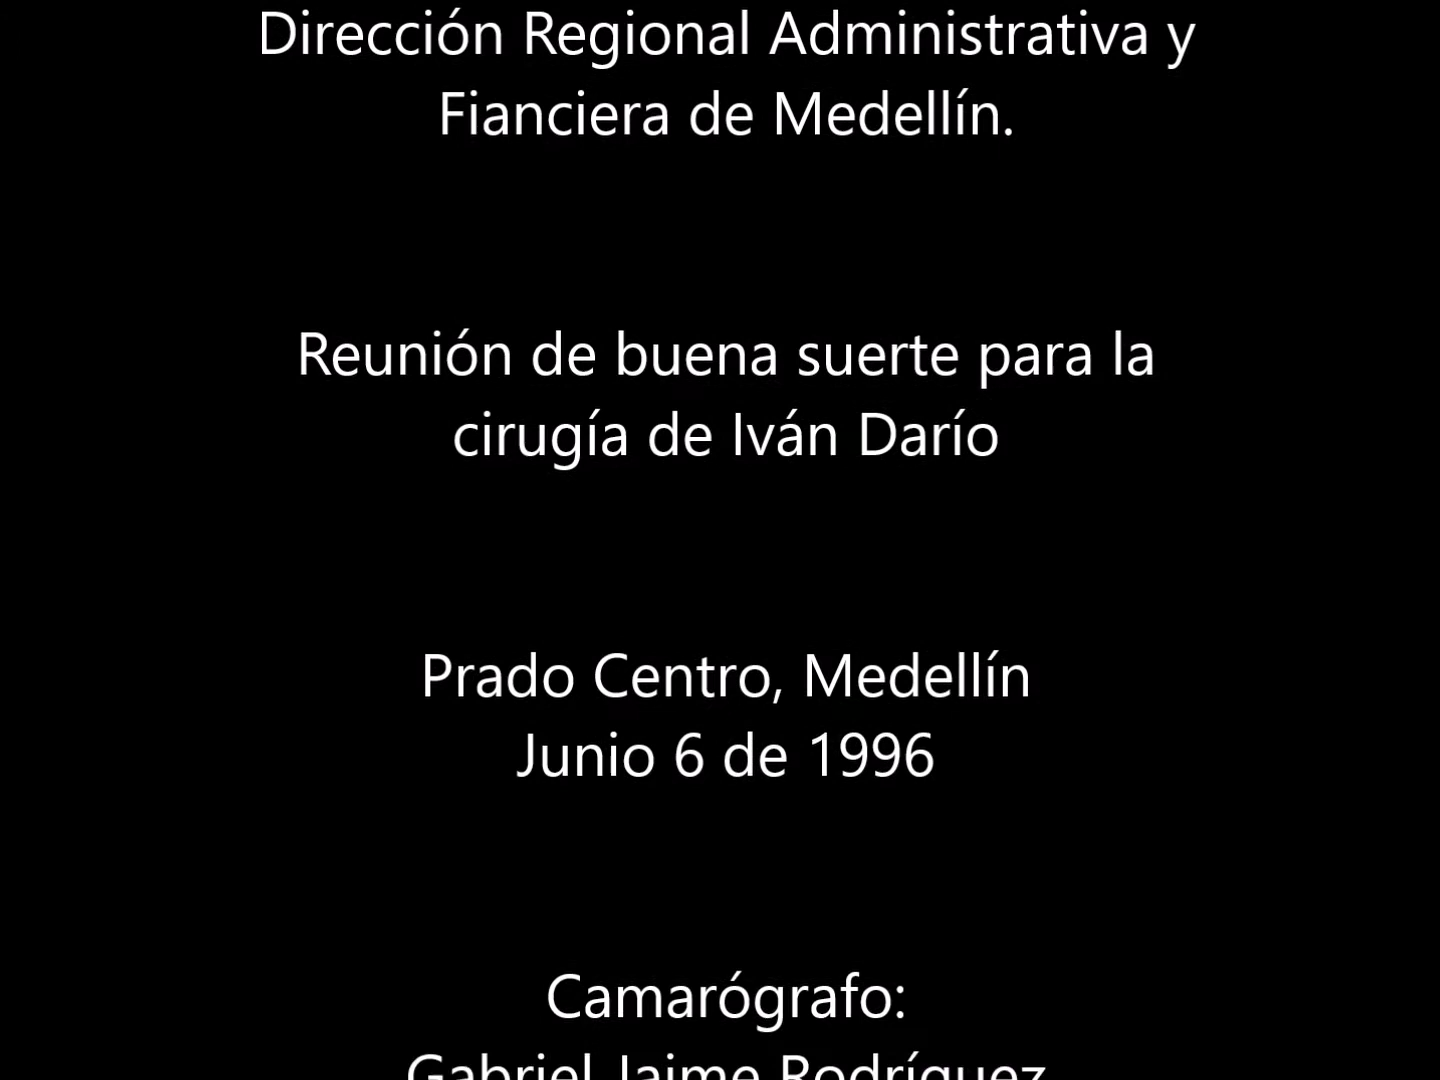 Dirección Regional Administrativa y
Fianciera de Medellín.
Reunión de buena suerte para la
cirugía de Iván Darío
Prado Centro, Medellín
Junio 6 de 1996
Camarógrafo:
Gabriel Jaime Rodríguez